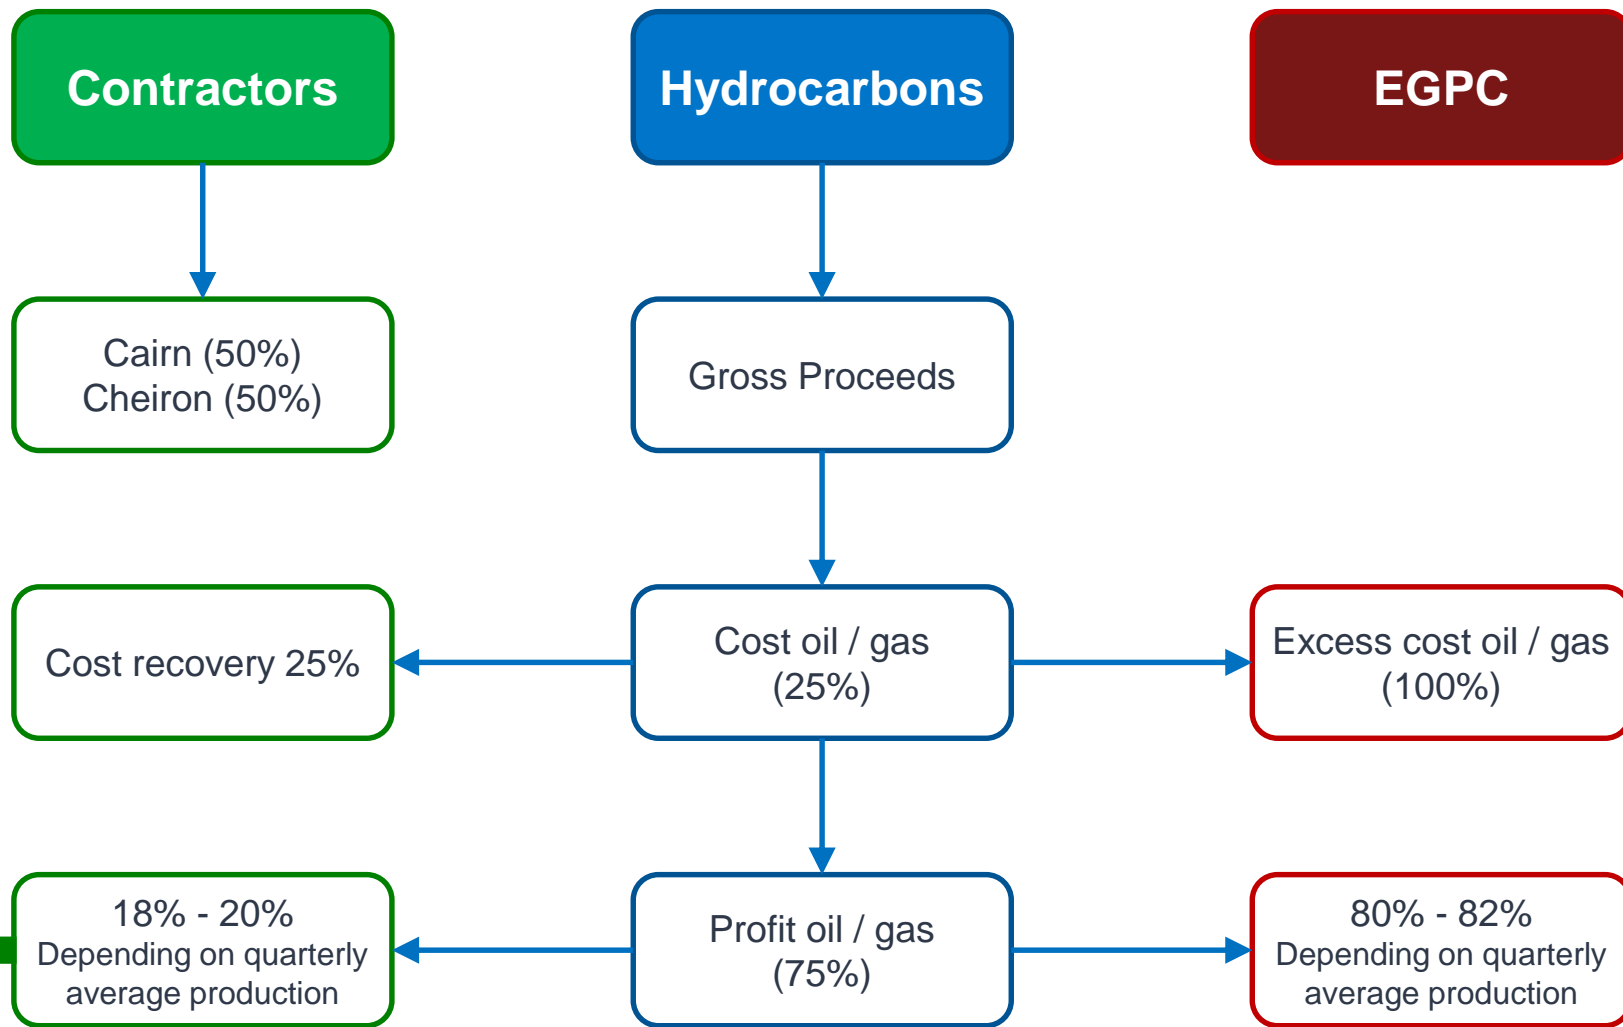 Contractors
Hydrocarbons
EGPC
Cairn (50%)
Cheiron (50%)
Gross Proceeds
Cost recovery 25%
Cost oil / gas
(25%)
Excess cost oil / gas
(100%)
18% - 20%
Depending on quarterly
average production
Profit oil / gas
(75%)
80% - 82%
Depending on quarterly
average production